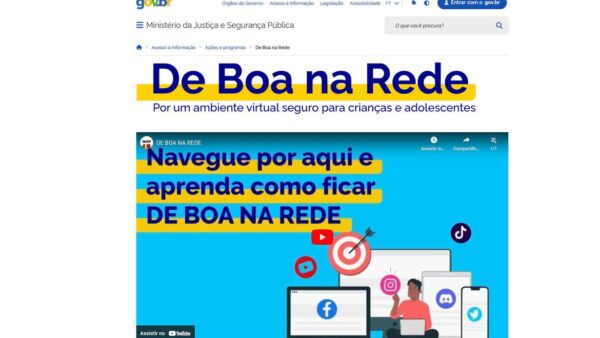 gov.br
Órgãos do Governo Acesso à Informação Legislação Acessibilidade PT Entrar com o gov.br
Ministério da Justiça e Segurança Pública
O que você procura?
Acesso à Informação Ações e programas De Boa na Rede
De Boa na Rede
Por um ambiente virtual seguro para crianças e adolescentes
DE BOA NA REDE
Assistir m... Compartilh... 1/1
Navegue por aqui e
aprenda como ficar
DE BOA NA REDE
Assistir no YouTube